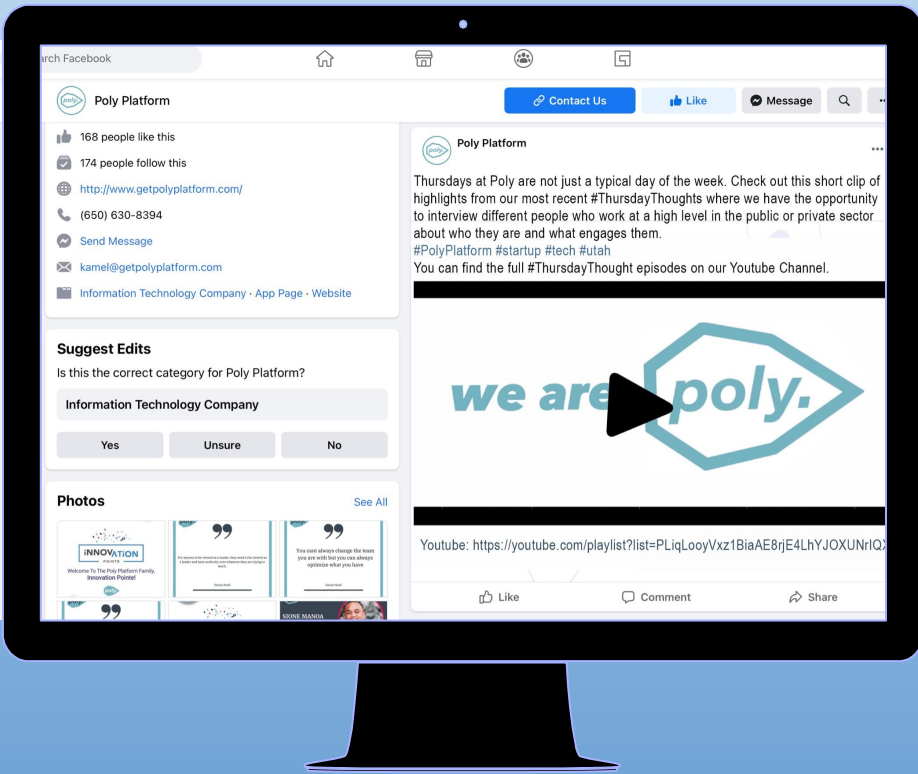 arch Facebook
poly.
Poly Platform
Contact Us
Like
Message
168 people like this
174 people follow this
http://www.getpolyplatform.com/
(650) 630-8394
Send Message
kamel@getpolyplatform.com
Information Technology Company · App Page · Website
Suggest Edits
Is this the correct category for Poly Platform?
Information Technology Company
Yes
Unsure
No
Photos
See All
iNNOVATION
POINTE
Welcome To The Poly Platform Family,
Innovation Pointe!
poly.
You cant always change the team
you are with but you can always
optimise what you have
SIONE MANOA
poly.
Poly Platform
Thursdays at Poly are not just a typical day of the week. Check out this short clip of
highlights from our most recent #ThursdayThoughts where we have the opportunity
to interview different people who work at a high level in the public or private sector
about who they are and what engages them.
#PolyPlatform #startup #tech #utah
You can find the full #ThursdayThought episodes on our Youtube Channel.
we are poly.
Youtube: https://youtube.com/playlist?list=PLiqLooyVxz1BiaAE8rjE4LhYJOXUNrIQX
Like
Comment
Share